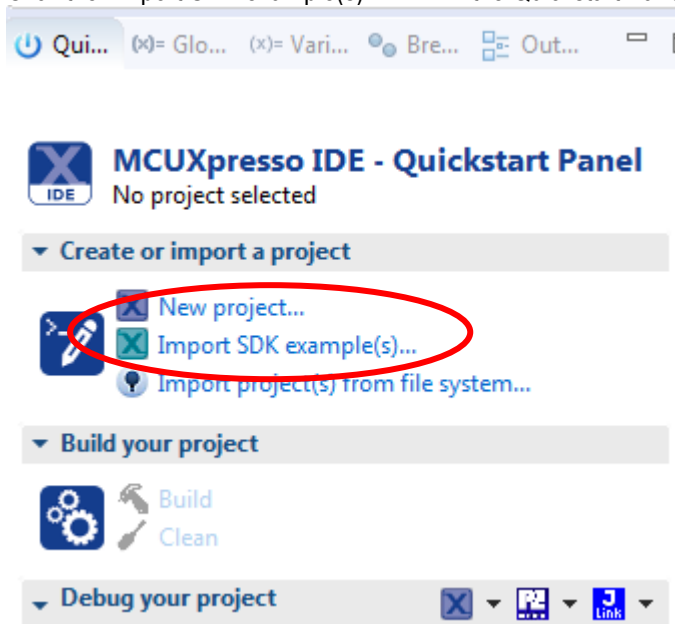 Qui... (x)= Glo... (x)= Vari... Bre... Out...
MCUXpresso IDE - Quickstart Panel
IDE
No project selected
Create or import a project
New project...
Import SDK example(s)...
Import project(s) from file system...
Build your project
Build
Clean
Debug your project
Link